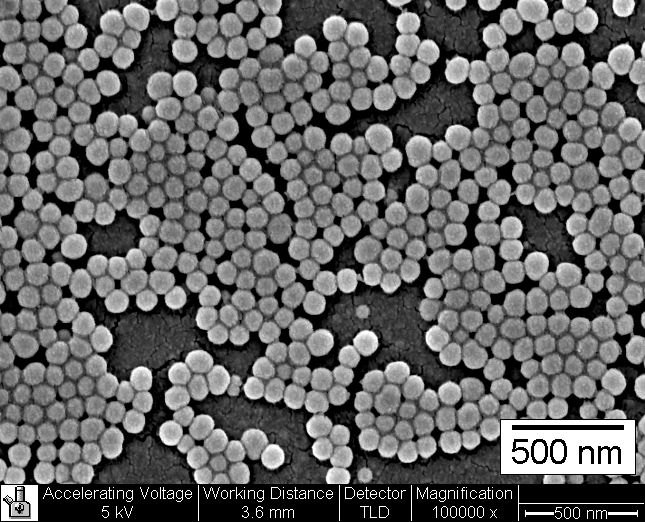 500 nm
Accelerating Voltage Working Distance Detector Magnification
5 kV 3.6 mm TLD 100000 x 500 nm